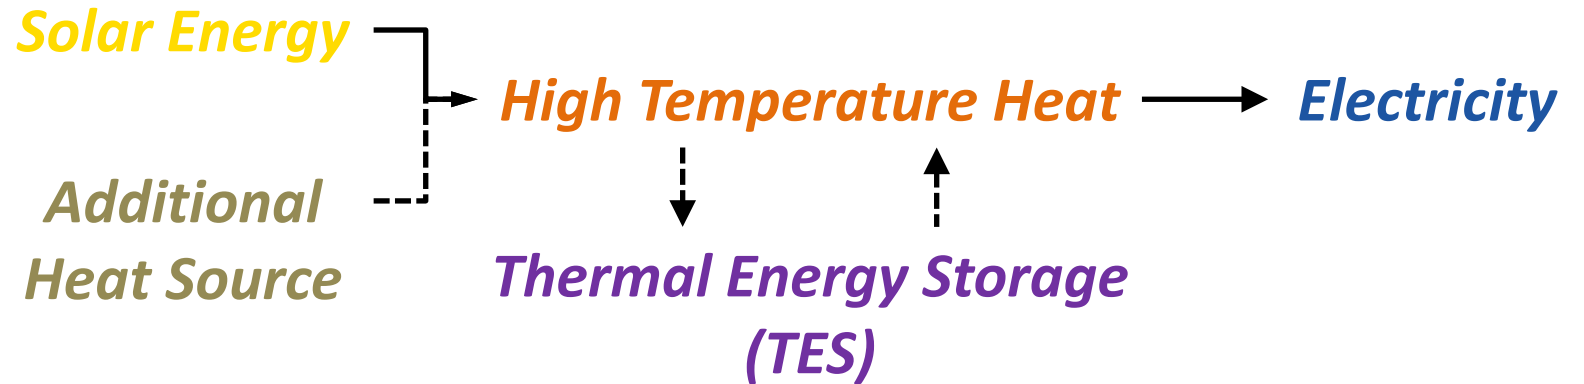 Solar Energy
High Temperature Heat
Electricity
Additional
Heat Source
Thermal Energy Storage
(TES)